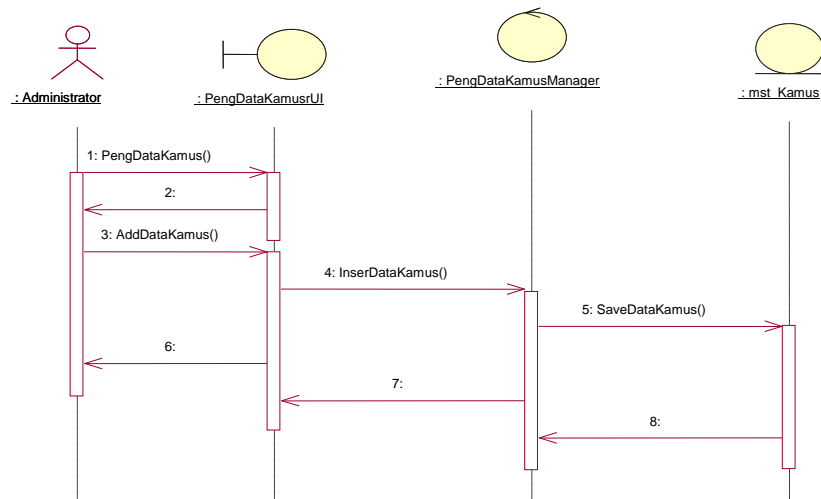 : Administrator
: PengDataKamusrUI
: PengDataKamusManager
: mst_Kamus
1: PengDataKamus()
2:
3: AddDataKamus()
4: InserDataKamus()
5: SaveDataKamus()
6:
7:
8: